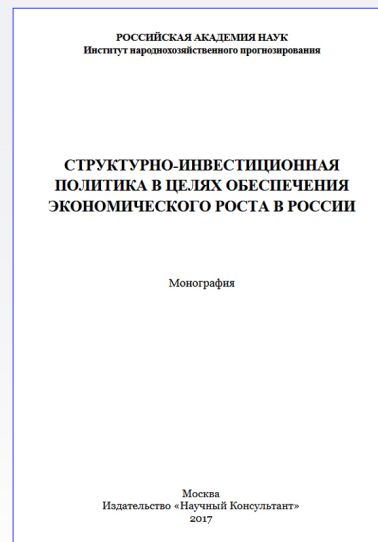 РОССИЙСКАЯ АКАДЕМИЯ НАУК
Институт народнохозяйственного прогнозирования
СТРУКТУРНО-ИНВЕСТИЦИОННАЯ
ПОЛИТИКА В ЦЕЛЯХ ОБЕСПЕЧЕНИЯ
ЭКОНОМИЧЕСКОГО РОСТА В РОССИИ
Монография
Москва
Издательство «Научный Консультант»
2017